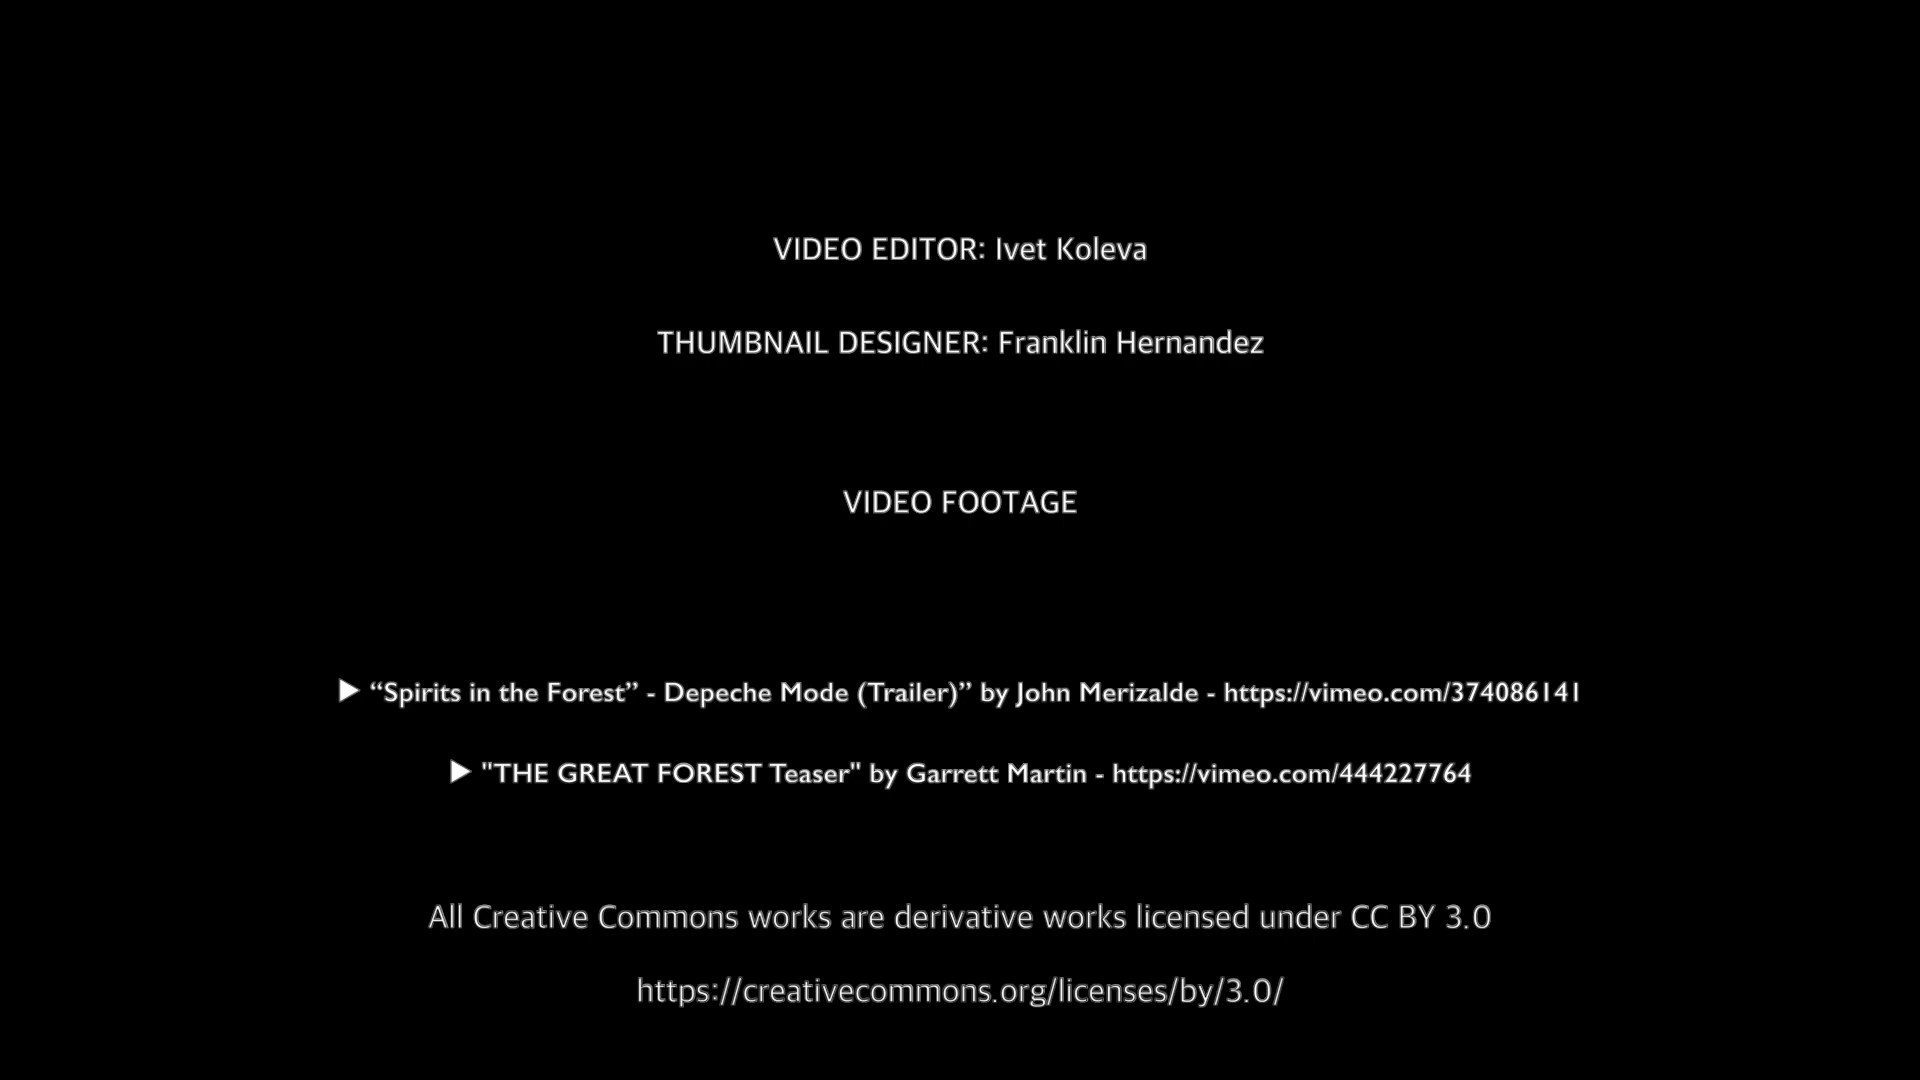 VIDEO EDITOR: Ivet Koleva
THUMBNAIL DESIGNER: Franklin Hernandez
VIDEO FOOTAGE
▶ “Spirits in the Forest” - Depeche Mode (Trailer)” by John Merizalde - https://vimeo.com/374086141
▶ "THE GREAT FOREST Teaser" by Garrett Martin - https://vimeo.com/444227764
All Creative Commons works are derivative works licensed under CC BY 3.0
https://creativecommons.org/licenses/by/3.0/